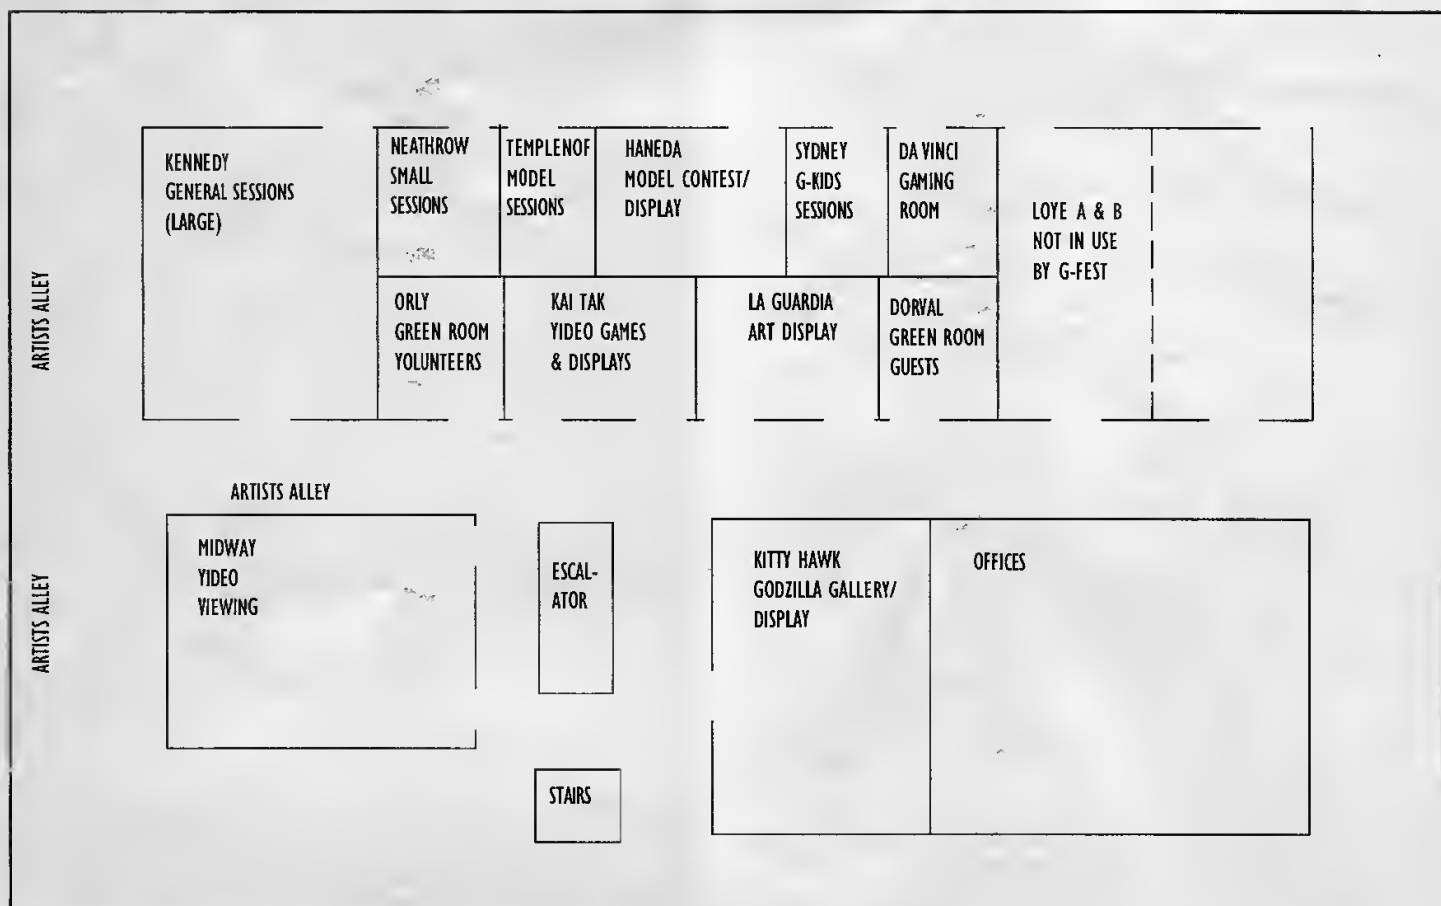 KENNEDY
GENERAL SESSIONS
(LARGE)
NEATHROW
SMALL
SESSIONS
TEMPLENOF
MODEL
SESSIONS
HANEDA
MODEL CONTEST/
DISPLAY
SYDNEY
G-KIDS
SESSIONS
DA VINCI
GAMING
ROOM
LOYE A & B
NOT IN USE
BY G-FEST
ARTISTS ALLEY
ORLY
GREEN ROOM
YOLUNTEERS
KAI TAK
YIDEO GAMES
& DISPLAYS
LA GUARDIA
ART DISPLAY
DORVAL
GREEN ROOM
GUESTS
ARTISTS ALLEY
ARTISTS ALLEY
MIDWAY
YIDEO
VIEWING
ESCAL-
ATOR
KITTY HAWK
GODZILLA GALLERY/
DISPLAY
OFFICES
STAIRS